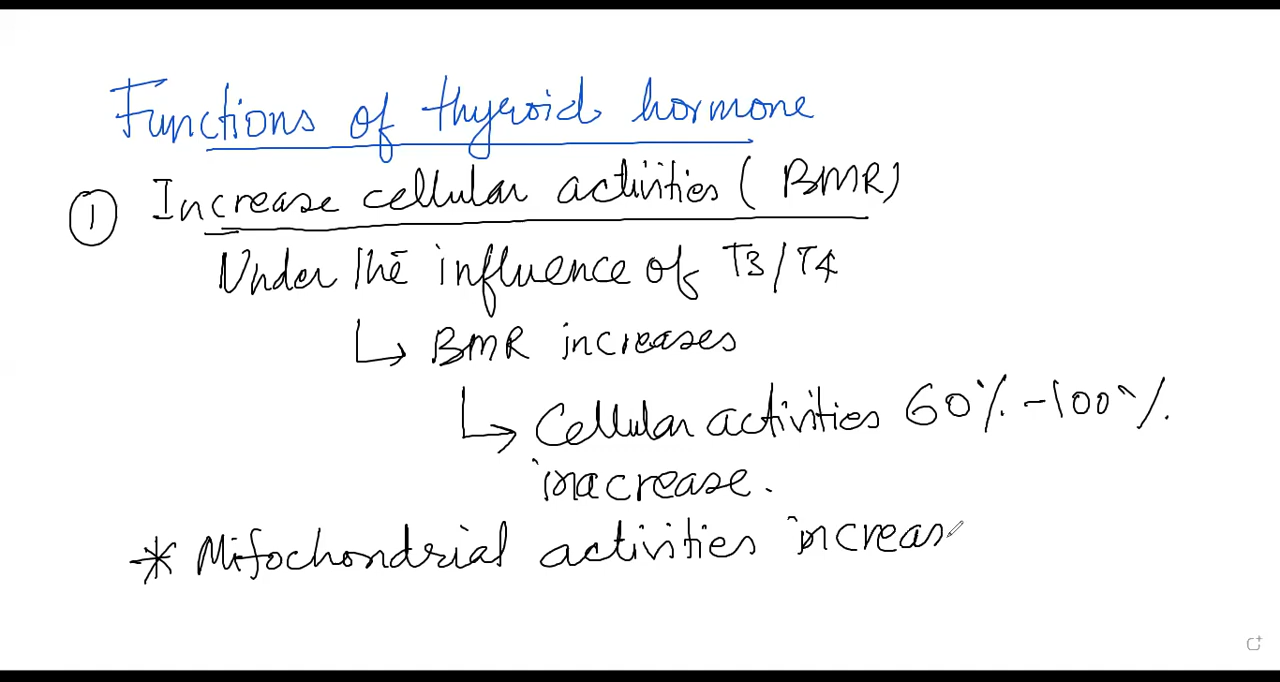 Functions of thyroid hormone
① Increase cellular activities ( BMR)
Under the influence of T3/T4
↳ BMR increases
↳ Cellular activities 60% - 100%
inacrease.
* Mitochondrial activities increas